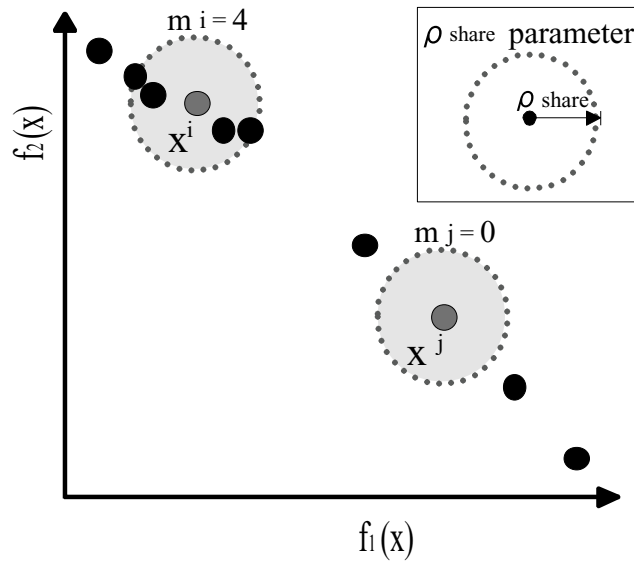 m i = 4
ρ share parameter
ρ share
x i
f2(x)
m j = 0
x j
f1(x)